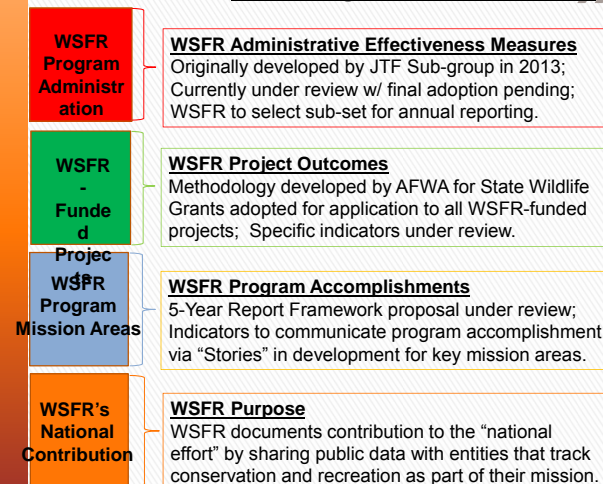 WSFR
Program
Administr
ation
WSFR Administrative Effectiveness Measures
Originally developed by JTF Sub-group in 2013;
Currently under review w/ final adoption pending;
WSFR to select sub-set for annual reporting.
WSFR
-
Funde
d
Projec
ts
WSFR Project Outcomes
Methodology developed by AFWA for State Wildlife
Grants adopted for application to all WSFR-funded
projects; Specific indicators under review.
WSFR
Program
Mission Areas
WSFR Program Accomplishments
5-Year Report Framework proposal under review;
Indicators to communicate program accomplishment
via “Stories” in development for key mission areas.
WSFR's
National
Contribution
WSFR Purpose
WSFR documents contribution to the “national
effort” by sharing public data with entities that track
conservation and recreation as part of their mission.